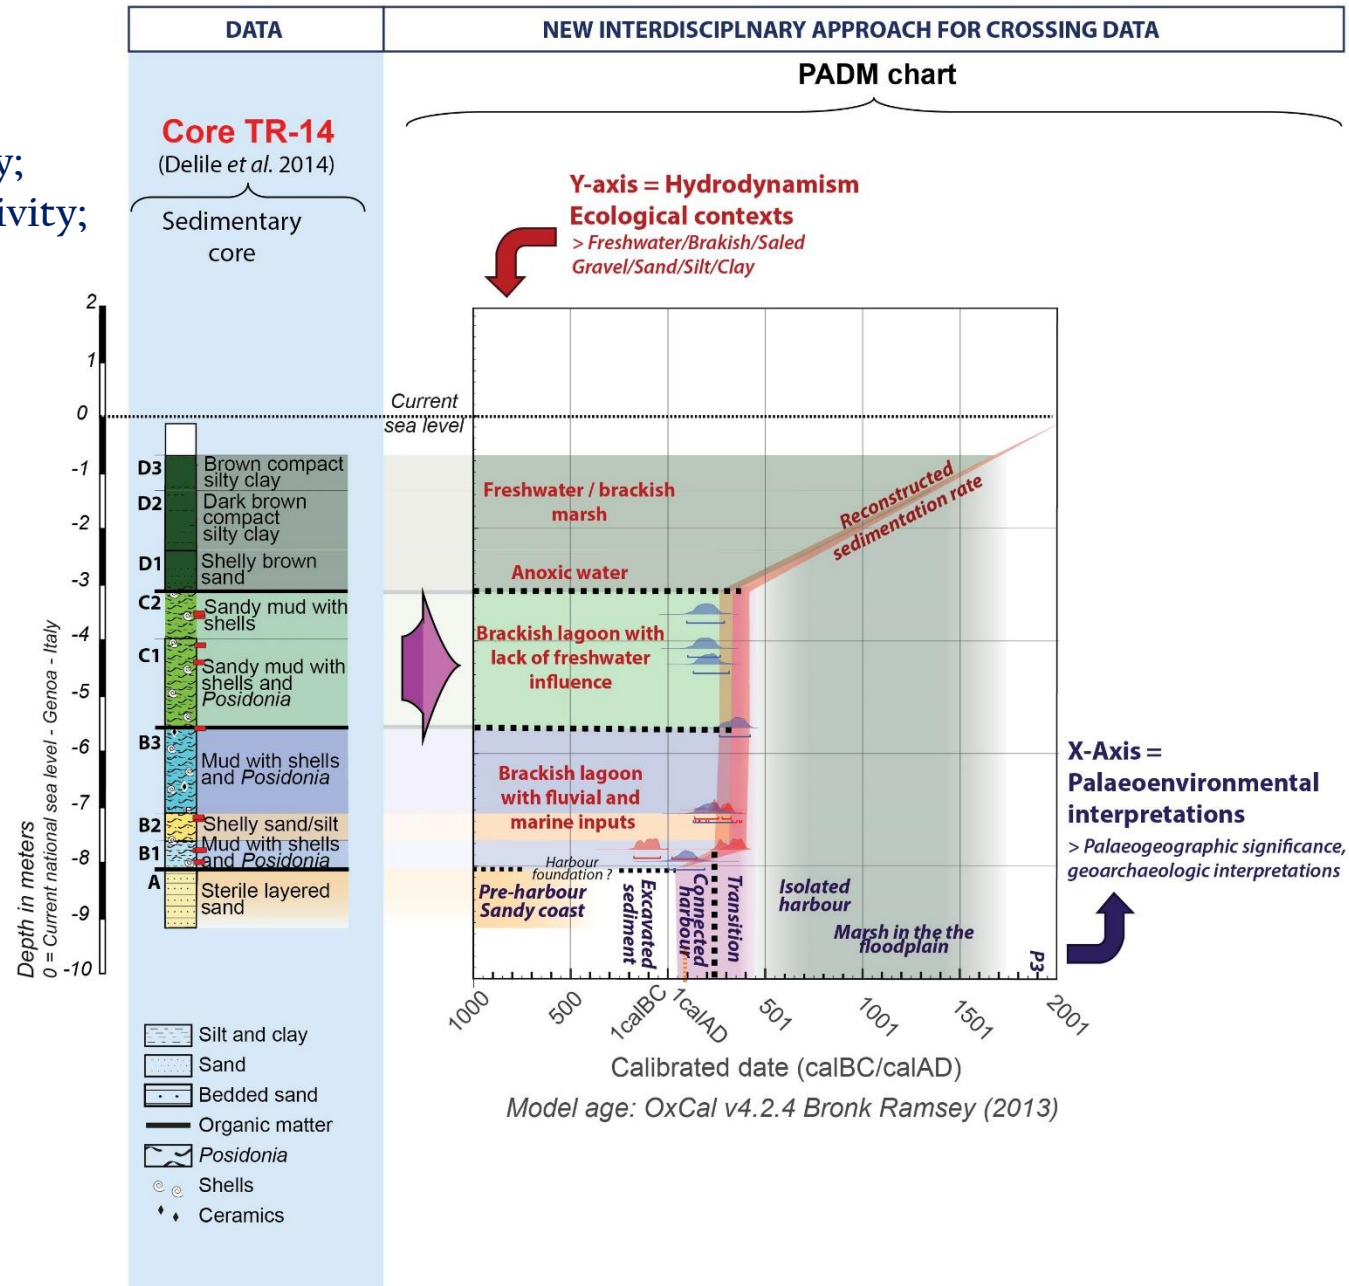 DATA
NEW INTERDISCIPLNARY APPROACH FOR CROSSING DATA
PADM chart
y;
ivity;
Core TR-14
(Delile et al. 2014)
Sedimentary
core
Y-axis = Hydrodynamism
Ecological contexts
> Freshwater/Brakish/Saled
Gravel/Sand/Silt/Clay
2
1
0
-1
-2
-3
-4
-5
-6
-7
-8
-9
-10
Depth in meters
0 = Current national sea level - Genoa - Italy
Current
sea level
D3
Brown compact
silty clay
D2
Dark brown
compact
silty clay
D1
Shelly brown
sand
C2
Sandy mud with
shells
C1
Sandy mud with
shells and
Posidonia
B3
Mud with shells
and Posidonia
B2
Shelly sand/silt
B1
Mud with shells
and Posidonia
A
Sterile layered
sand
Freshwater / brackish
marsh
Anoxic water
Reconstructed
sedimentation rate
Brackish lagoon with
lack of freshwater
influence
Brackish lagoon
with fluvial and
marine inputs
Harbour
foundation ?
Pre-harbour
Sandy coast
Excavated
sediment
Connected
harbour
Transition
Isolated
harbour
Marsh in the the
floodplain
P3
X-Axis =
Palaeoenvironmental
interpretations
> Palaeogeographic significance,
geoarchaeologic interpretations
1000
500
1calBC
1calAD
501
1001
1501
2001
Calibrated date (calBC/calAD)
Model age: OxCal v4.2.4 Bronk Ramsey (2013)
Silt and clay
Sand
Bedded sand
Organic matter
Posidonia
Shells
Ceramics